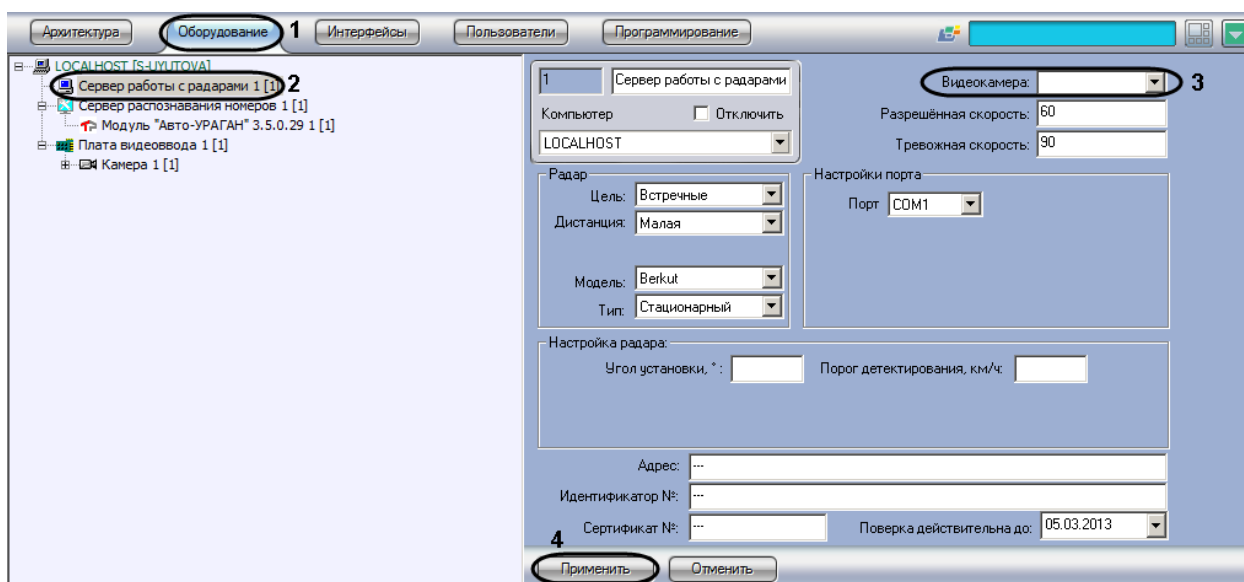 Архитектура Оборудование 1 Интерфейсы Пользователи Программирование
LOCALHOST [S-UYUTOVA]
Сервер работы с радарами 1 [1] 2
Сервер распознавания номеров 1 [1]
Модуль "Авто-УРАГАН" 3.5.0.29 1 [1]
Плата видеоввода 1 [1]
Камера 1 [1]
1 Сервер работы с радарами
Компьютер Отключить
LOCALHOST
Видеокамера: 3
Разрешённая скорость: 60
Тревожная скорость: 90
Радар
Цель: Встречные
Дистанция: Малая
Модель: Berkut
Тип: Стационарный
Настройки порта
Порт COM1
Настройка радара:
Угол установки, ° : Порог детектирования, км/ч:
Адрес: ---
Идентификатор №: ---
Сертификат №: --- Поверка действительна до: 05.03.2013
4
Применить Отменить